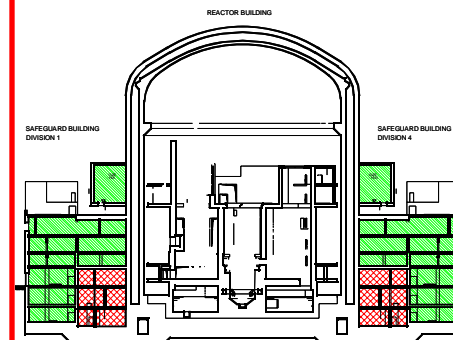 REACTOR BUILDING
SAFEGUARD BUILDING
DIVISION 1
SAFEGUARD BUILDING
DIVISION 4